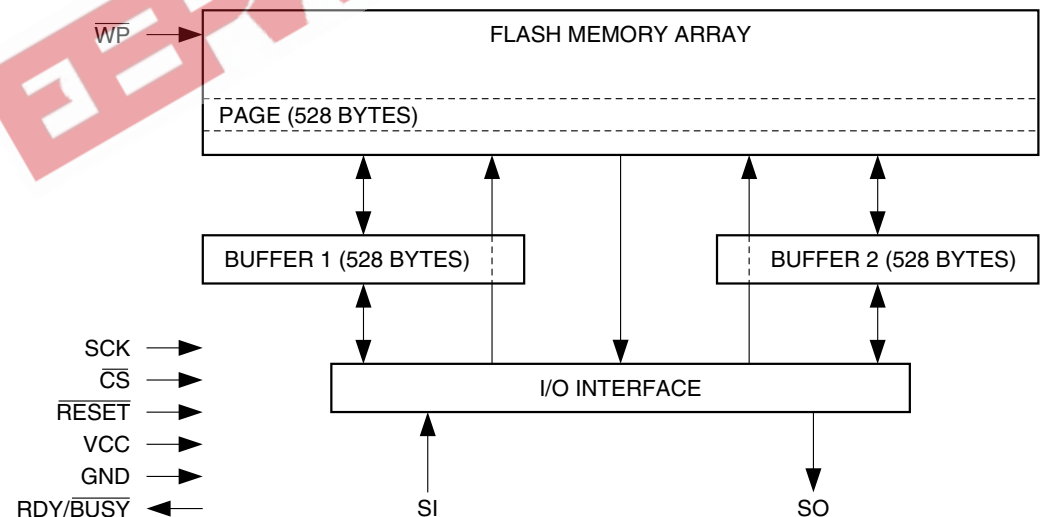 WP
FLASH MEMORY ARRAY
PAGE (528 BYTES)
BUFFER 1 (528 BYTES)
BUFFER 2 (528 BYTES)
SCK
CS
RESET
VCC
GND
RDY/BUSY
I/O INTERFACE
SI
SO